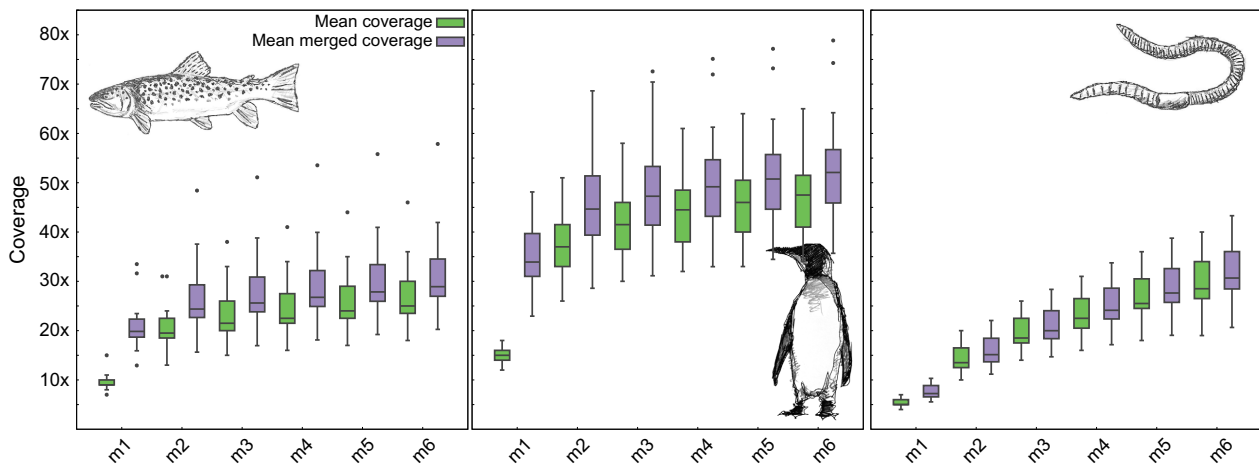 Mean coverage
Mean merged coverage
Coverage
80x
70x
60x
50x
40x
30x
20x
10x
m1 m2 m3 m4 m5 m6
m1 m2 m3 m4 m5 m6
m1 m2 m3 m4 m5 m6